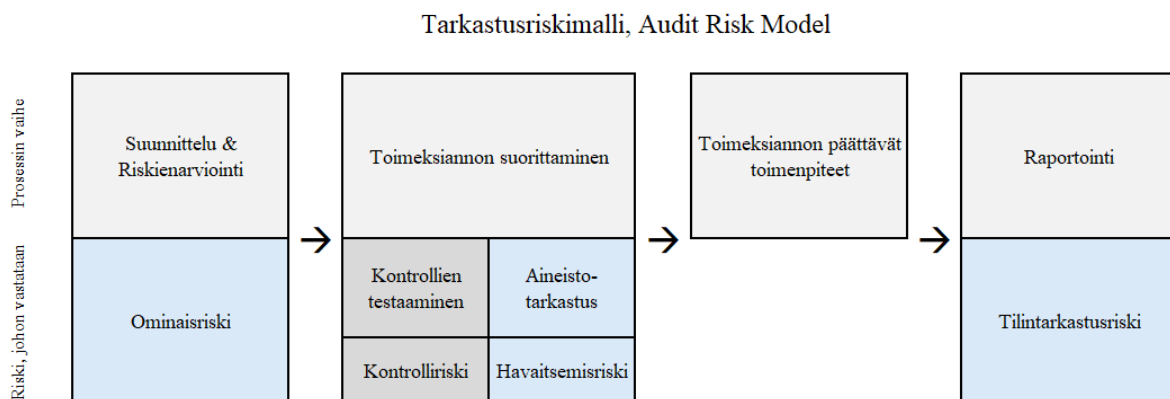 Tarkastusriskimalli, Audit Risk Model
Prosessin vaihe
Suunnittelu &
Riskienarviointi
Toimeksiannon suorittaminen
Toimeksiannon päättävät
toimenpiteet
Raportointi
Riski, johon vastataan
Ominaisriski
Kontrollien
testaaminen
Aineisto-
tarkastus
Kontrolliriski
Havaitsemisriski
Tilintarkastusriski